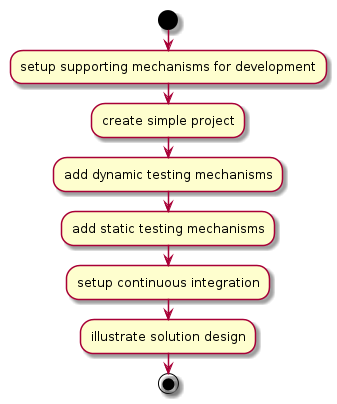 setup supporting mechanisms for development
create simple project
add dynamic testing mechanisms
add static testing mechanisms
setup continuous integration
illustrate solution design